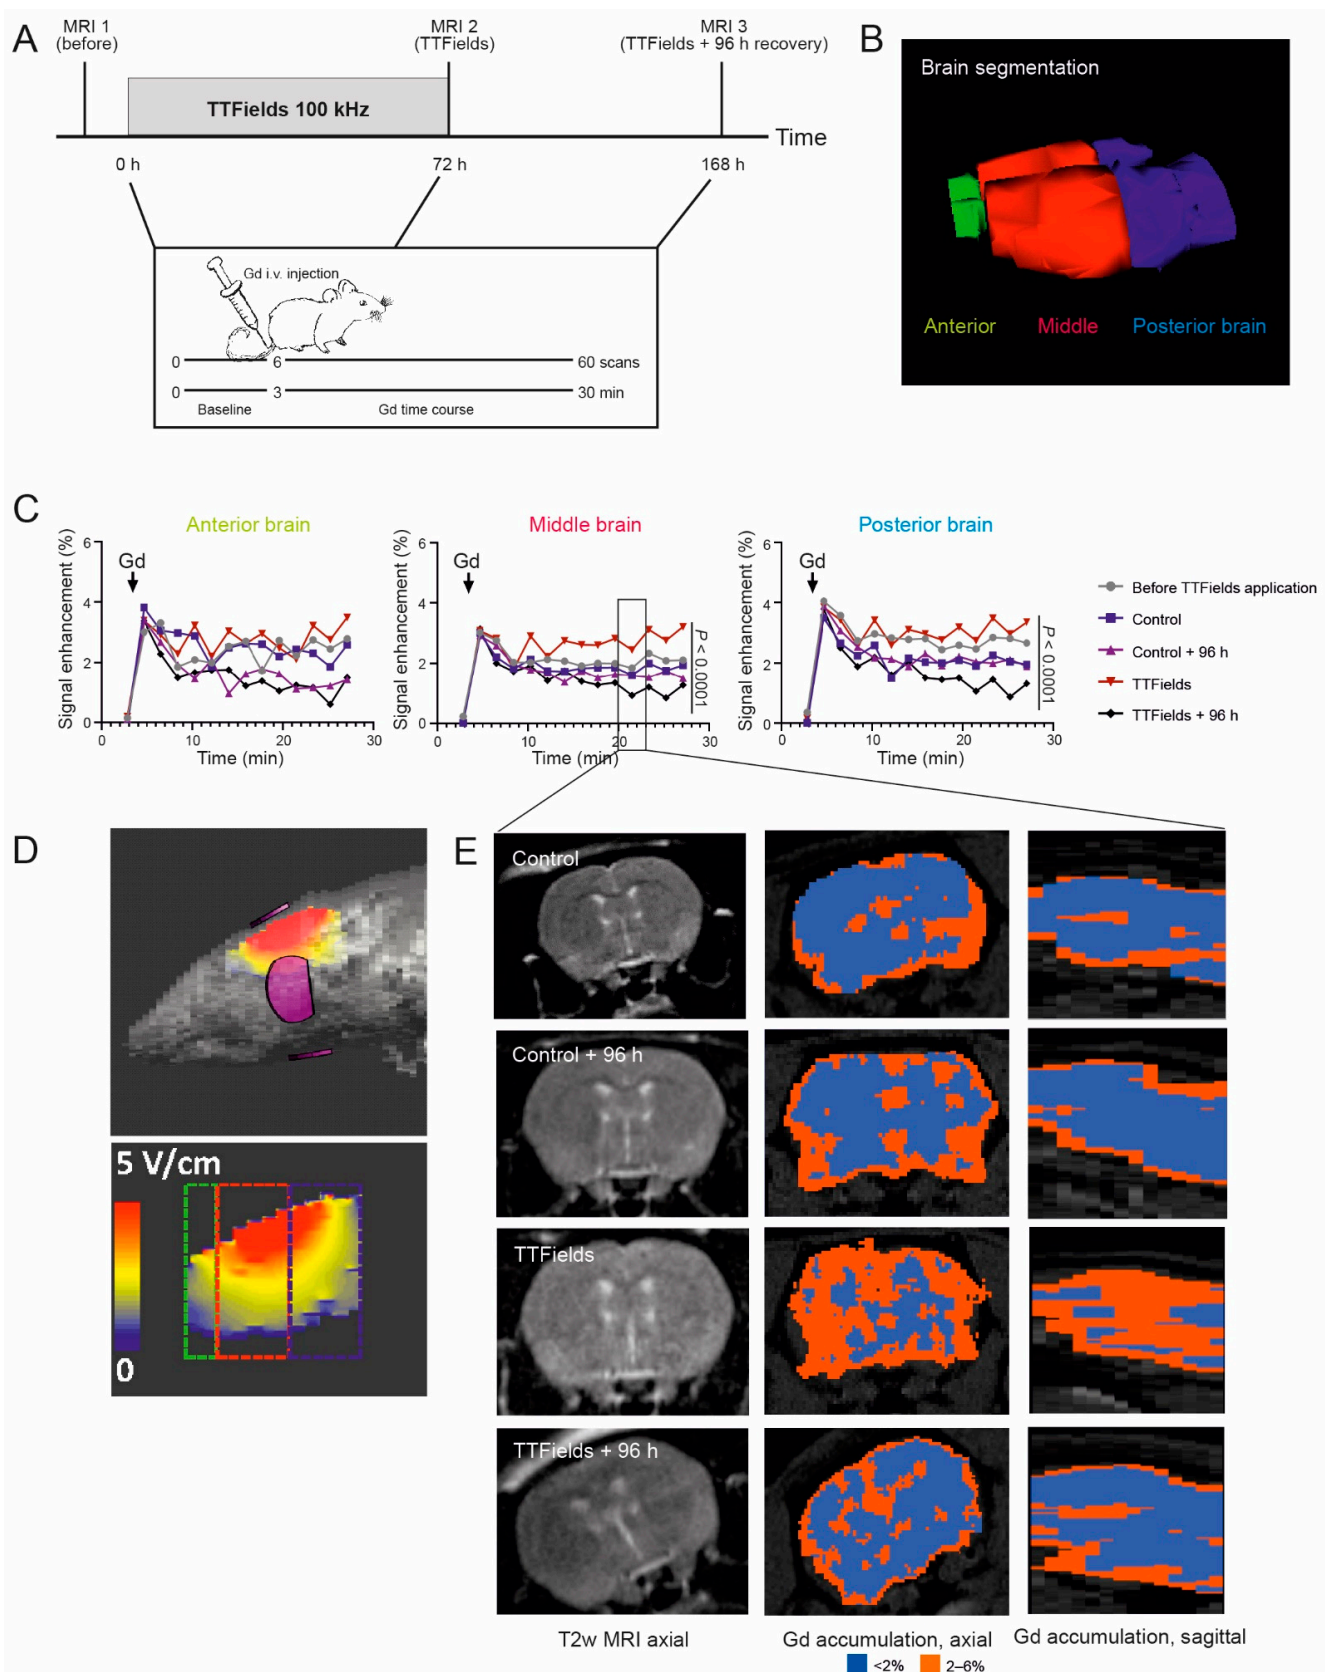 A
MRI 1
(before)
MRI 2
(TTFields)
MRI 3
(TTFields + 96 h recovery)
TTFields 100 kHz
Time
0 h
72 h
168 h
Gd i.v. injection
0
6
60 scans
0
3
30 min
Baseline
Gd time course
B
Brain segmentation
Anterior
Middle
Posterior brain
C
Anterior brain
Signal enhancement (%)
6
4
2
0
Gd
0
10
20
30
Time (min)
Middle brain
Signal enhancement (%)
6
4
2
0
Gd
P < 0.0001
0
10
20
30
Time (min)
Posterior brain
Signal enhancement (%)
6
4
2
0
Gd
P < 0.0001
0
10
20
30
Time (min)
Before TTFields application
Control
Control + 96 h
TTFields
TTFields + 96 h
D
5 V/cm
0
E
Control
Control + 96 h
TTFields
TTFields + 96 h
T2w MRI axial
Gd accumulation, axial
Gd accumulation, sagittal
<2%
2–6%